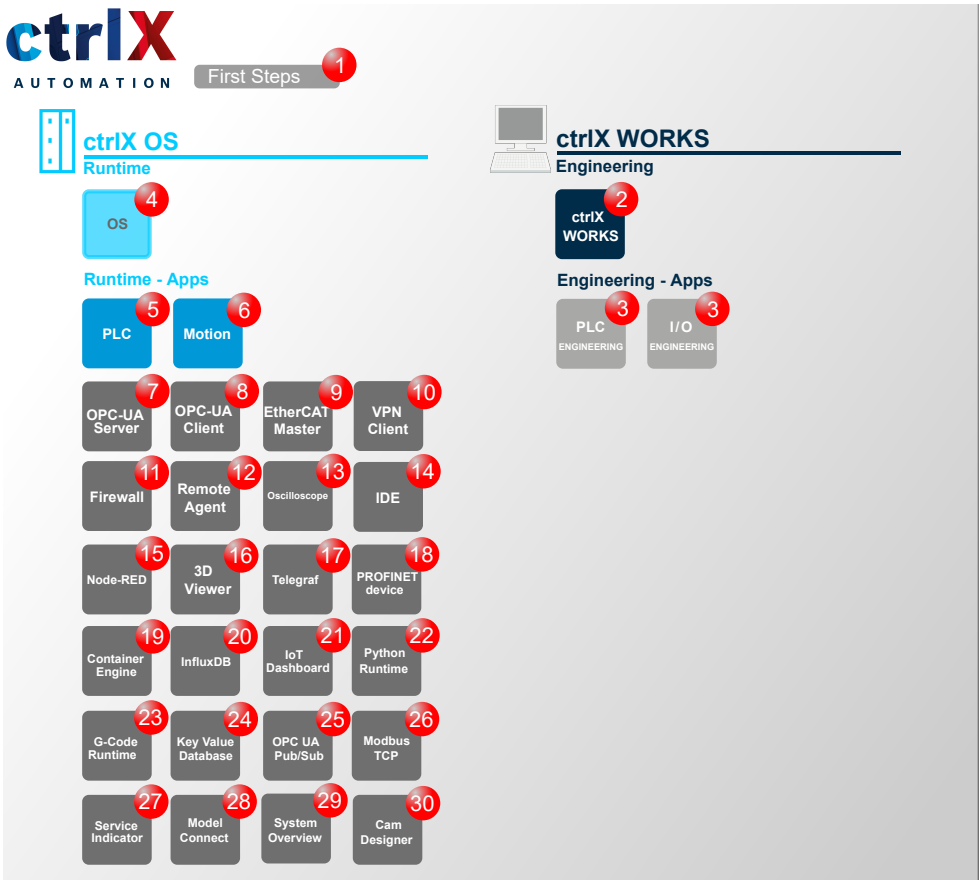 ctrlX
AUTOMATION
First Steps
1
ctrlX OS
Runtime
4
OS
Runtime - Apps
5
PLC
6
Motion
7
OPC-UA
Server
8
OPC-UA
Client
9
EtherCAT
Master
10
VPN
Client
11
Firewall
12
Remote
Agent
13
Oscilloscope
14
IDE
15
Node-RED
16
3D
Viewer
17
Telegraf
18
PROFINET
device
19
Container
Engine
20
InfluxDB
21
IoT
Dashboard
22
Python
Runtime
23
G-Code
Runtime
24
Key Value
Database
25
OPC UA
Pub/Sub
26
Modbus
TCP
27
Service
Indicator
28
Model
Connect
29
System
Overview
30
Cam
Designer
ctrlX WORKS
Engineering
2
ctrlX
WORKS
Engineering - Apps
3
PLC
ENGINEERING
3
I/O
ENGINEERING